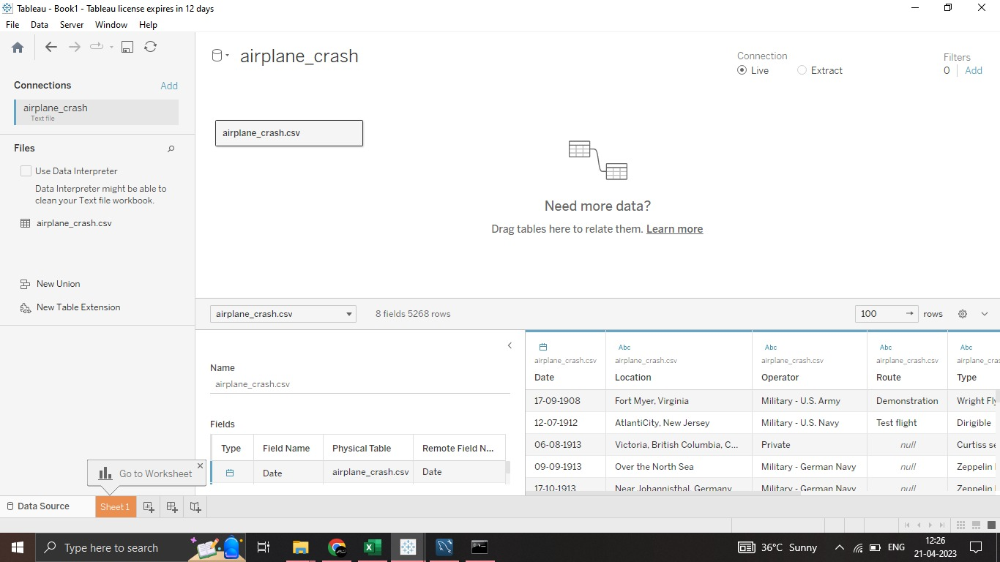 Tableau - Book1 - Tableau license expires in 12 days
File Data Server Window Help
airplane_crash
Connection
Live Extract
Filters
0 Add
Connections Add
airplane_crash
Text file
Files
Use Data Interpreter
Data Interpreter might be able to
clean your Text file workbook.
airplane_crash.csv
New Union
New Table Extension
airplane_crash.csv
Need more data?
Drag tables here to relate them. Learn more
airplane_crash.csv 8 fields 5268 rows 100 rows
Name
airplane_crash.csv
Fields
Type Field Name Physical Table Remote Field N...
Date airplane_crash.csv Date
Abc Abc Abc Abc
airplane_crash.csv airplane_crash.csv airplane_crash.csv airplane_crash.csv airplane_cras
Date Location Operator Route Type
17-09-1908 Fort Myer, Virginia Military - U.S. Army Demonstration Wright Fly
12-07-1912 AtlantiCity, New Jersey Military - U.S. Navy Test flight Dirigible
06-08-1913 Victoria, British Columbia, C... Private null Curtiss se
09-09-1913 Over the North Sea Military - German Navy null Zeppelin
17-10-1913 Near Johannisthal, Germany Military - German Navy null Zeppelin
Go to Worksheet
Data Source Sheet 1
Type here to search
36°C Sunny ENG
12:26
21-04-2023